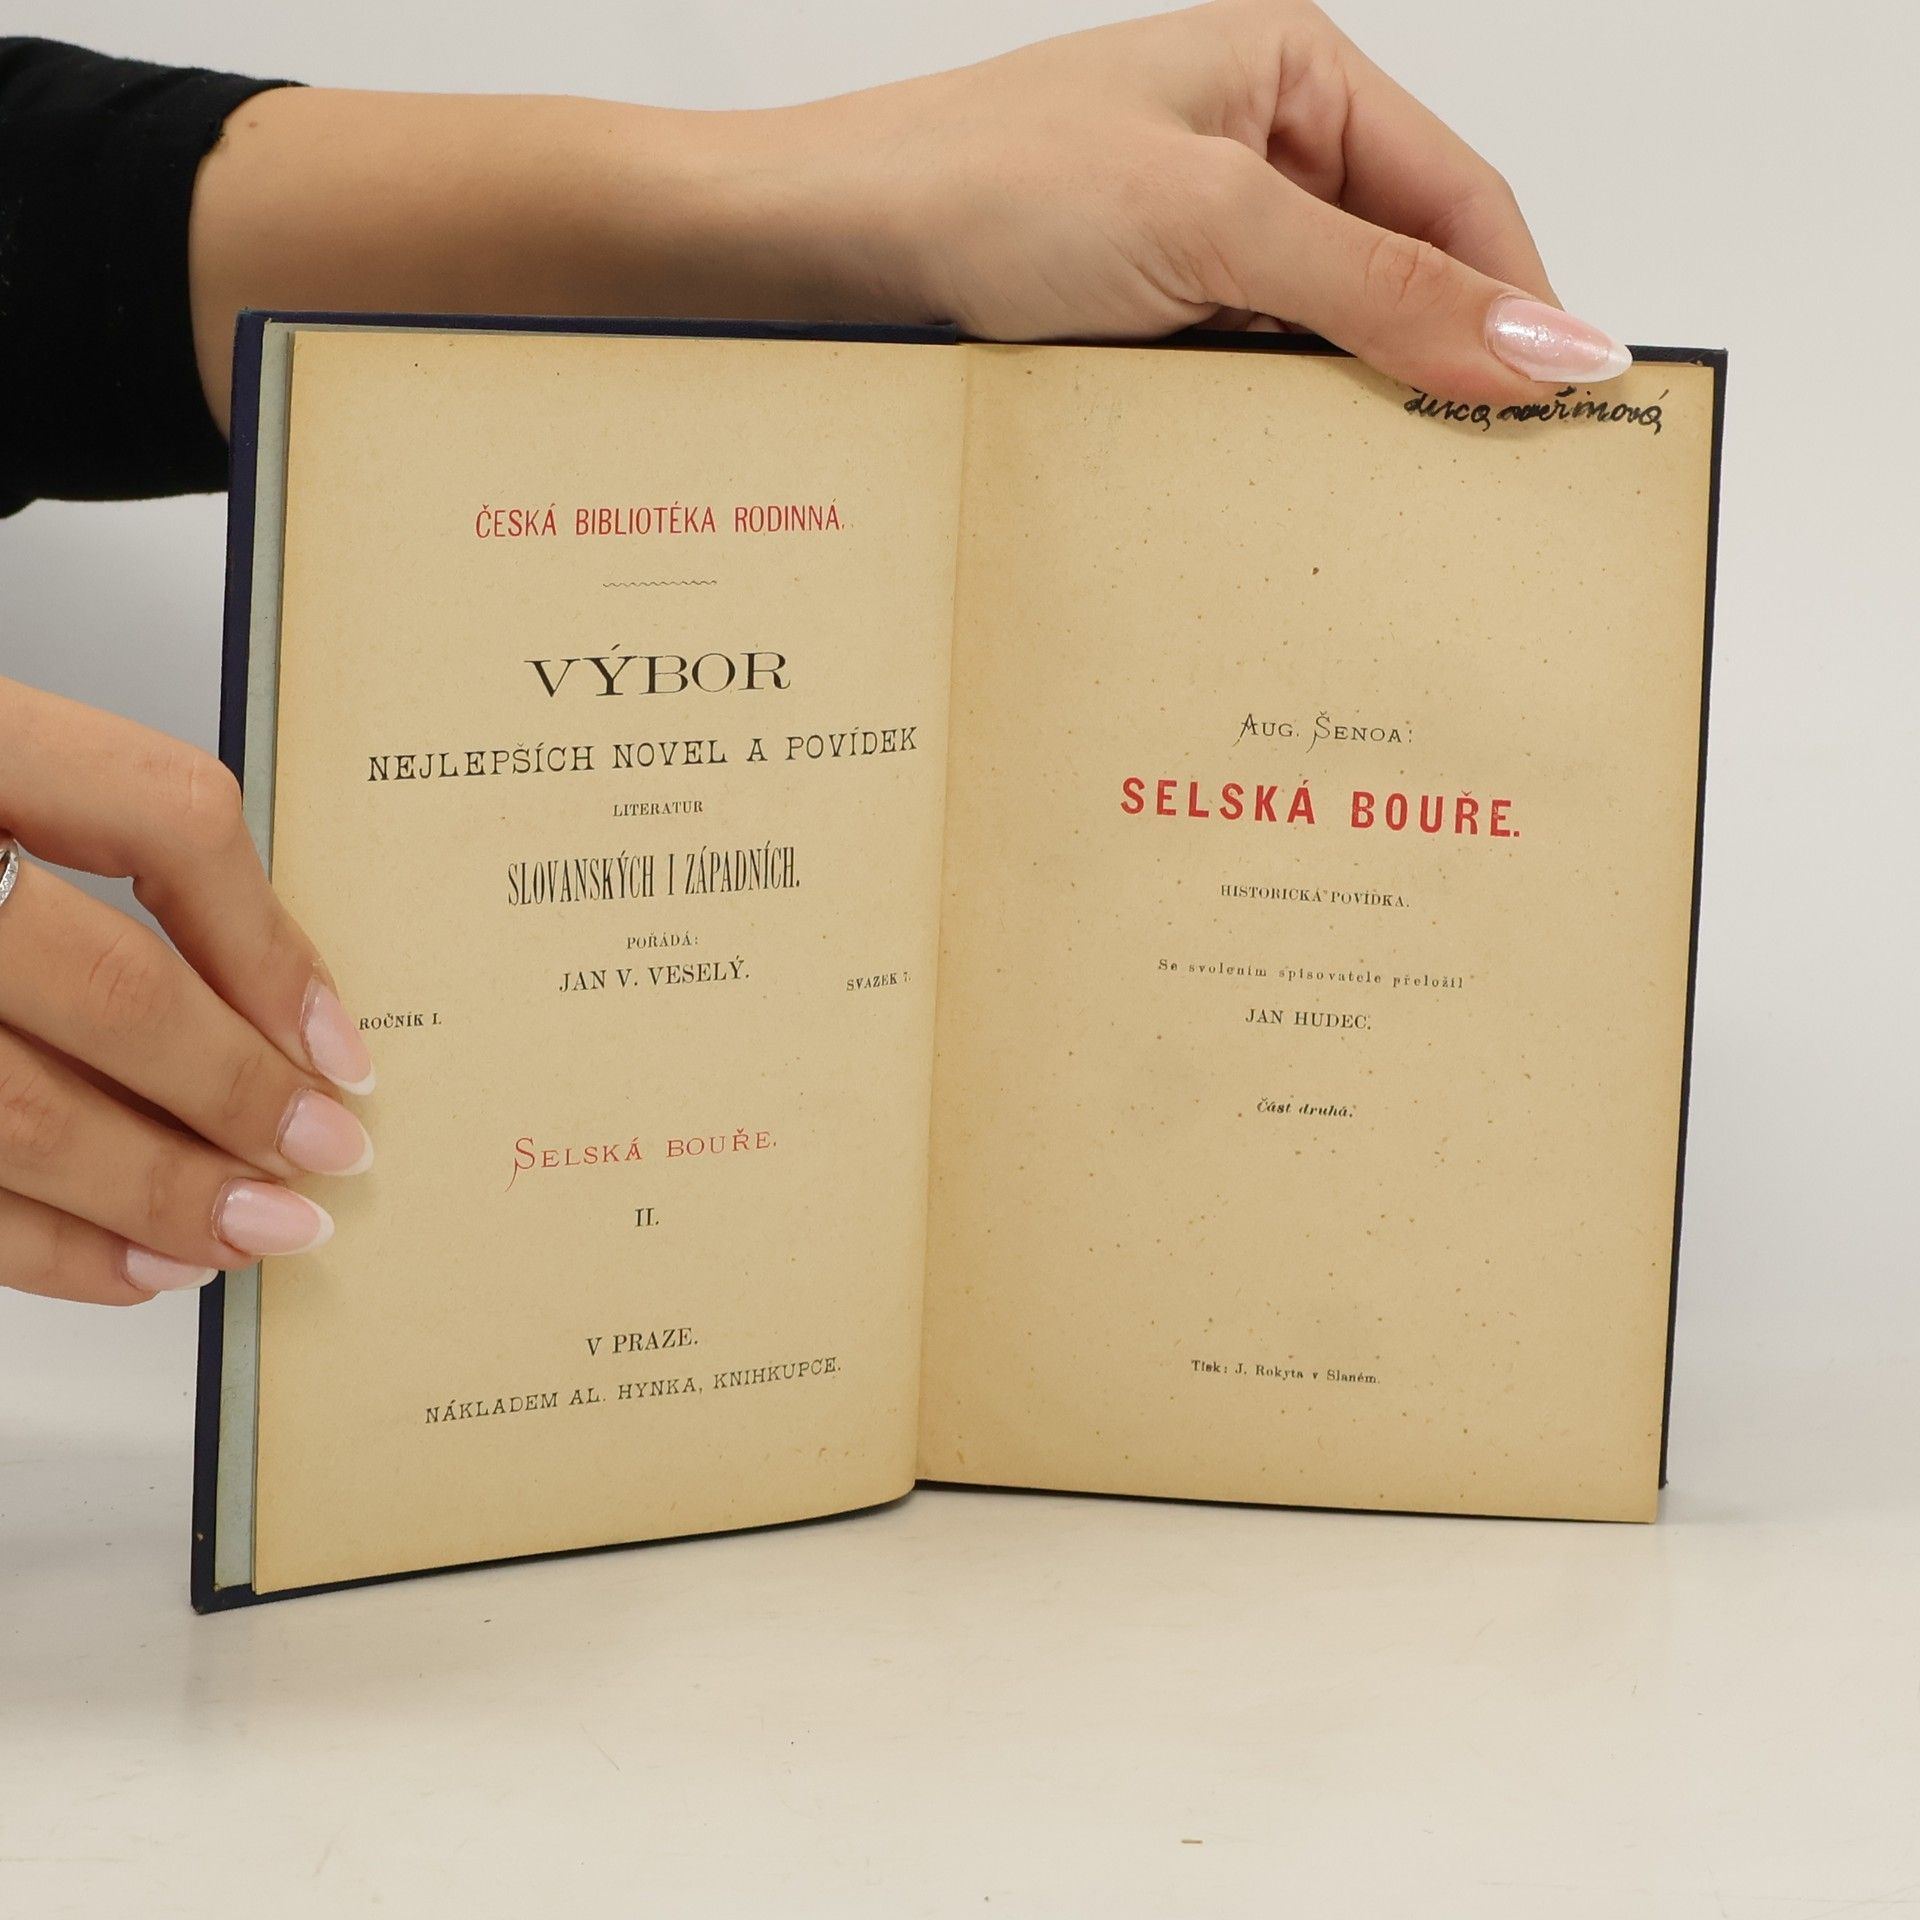 ČESKÁ BIBLIOTÉKA RODINNÁ.
VÝBOR
NEJLEPŠÍCH NOVEL A POVÍDEK
LITERATUR
SLOVANSKÝCH I ZÁPADNÍCH.
POŘÁDÁ:
JAN V. VESELÝ.
ROČNÍK I.
SVAZEK 7.
SELSKÁ BOUŘE.
II.
V PRAZE.
NÁKLADEM AL. HYNKA, KNIHKUPCE.
AUG. ŠENOA:
SELSKÁ BOUŘE.
HISTORICKÁ POVÍDKA.
Se svolením spisovatele přeložil
JAN HUDEC.
Část druhá.
Tisk: J. Rokyta v Slaném.